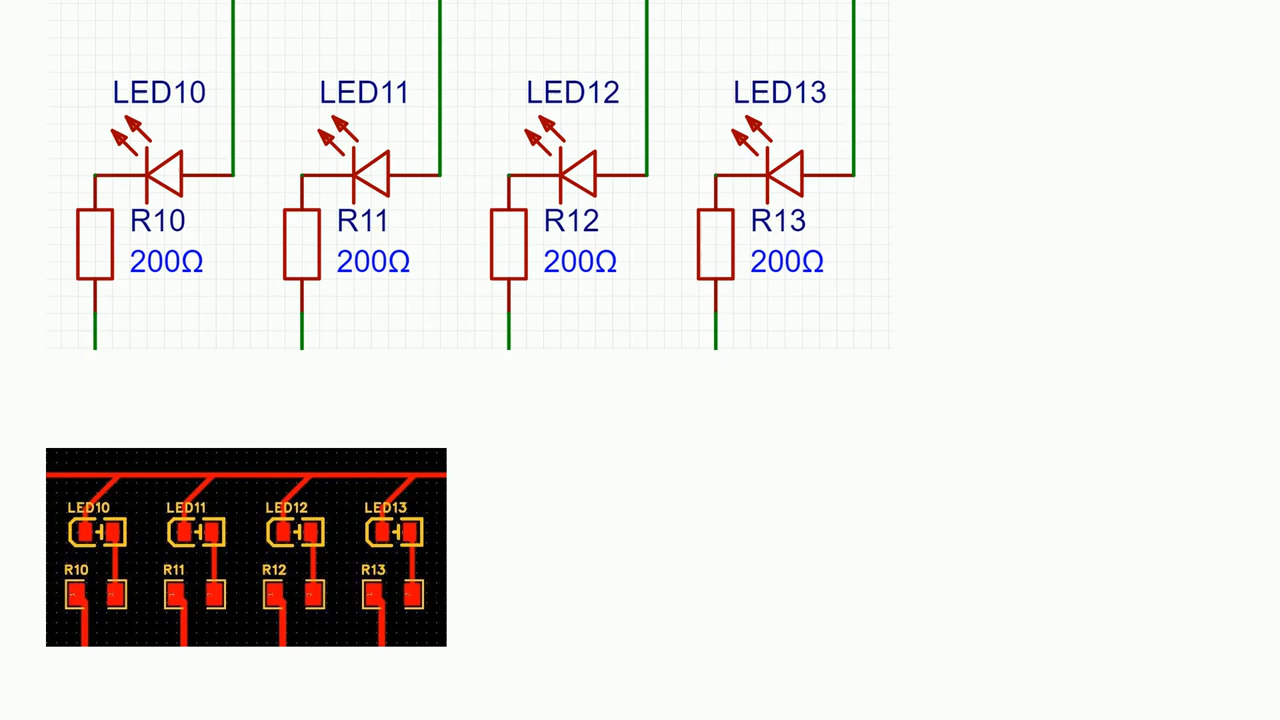 LED10 LED11 LED12 LED13
R10 R11 R12 R13
200Ω 200Ω 200Ω 200Ω
LED10 LED11 LED12 LED13
R10 R11 R12 R13